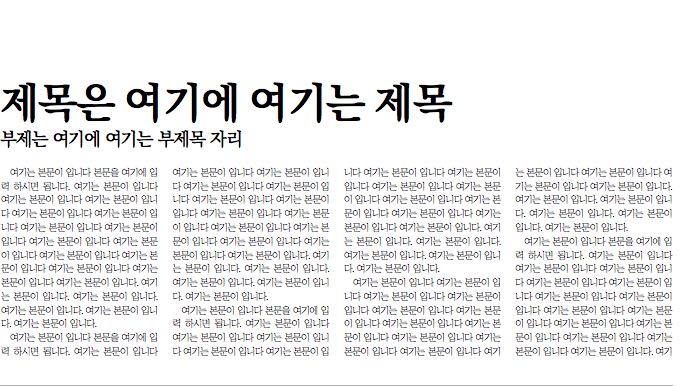 제목은 여기에 여기는 제목
부제는 여기에 여기는 부제목 자리
여기는 본문이 입니다 본문을 여기에 입
력 하시면 됩니다. 여기는 본문이 입니다
여기는 본문이 입니다 여기는 본문이 입니
다 여기는 본문이 입니다 여기는 본문이 입
니다 여기는 본문이 입니다 여기는 본문이
입니다 여기는 본문이 입니다 여기는 본문
이 입니다 여기는 본문이 입니다 여기는 본
문이 입니다 여기는 본문이 입니다 여기는
본문이 입니다 여기는 본문이 입니다. 여기
는 본문이 입니다. 여기는 본문이 입니다.
여기는 본문이 입니다. 여기는 본문이 입니
다. 여기는 본문이 입니다.
여기는 본문이 입니다 본문을 여기에 입
력 하시면 됩니다. 여기는 본문이 입니다
여기는 본문이 입니다 여기는 본문이 입니
다 여기는 본문이 입니다 여기는 본문이 입
니다 여기는 본문이 입니다 여기는 본문이
입니다 여기는 본문이 입니다 여기는 본문
이 입니다 여기는 본문이 입니다 여기는 본
문이 입니다 여기는 본문이 입니다 여기는
본문이 입니다 여기는 본문이 입니다. 여기
는 본문이 입니다. 여기는 본문이 입니다.
여기는 본문이 입니다. 여기는 본문이 입니
다. 여기는 본문이 입니다.
여기는 본문이 입니다 본문을 여기에 입
력 하시면 됩니다. 여기는 본문이 입니다
여기는 본문이 입니다 여기는 본문이 입니
다 여기는 본문이 입니다 여기는 본문이 입
니다 여기는 본문이 입니다 여기는 본문이
입니다 여기는 본문이 입니다 여기는 본문
이 입니다 여기는 본문이 입니다 여기는 본
문이 입니다 여기는 본문이 입니다 여기는
본문이 입니다 여기는 본문이 입니다. 여기
는 본문이 입니다. 여기는 본문이 입니다.
여기는 본문이 입니다. 여기는 본문이 입니
다. 여기는 본문이 입니다.
여기는 본문이 입니다 여기는 본문이 입
니다 여기는 본문이 입니다 여기는 본문이
입니다 여기는 본문이 입니다 여기는 본문
이 입니다 여기는 본문이 입니다 여기는 본
문이 입니다 여기는 본문이 입니다 여기는
본문이 입니다 여기는 본문이 입니다 여기
는 본문이 입니다 여기는 본문이 입니다 여
기는 본문이 입니다 여기는 본문이 입니다.
여기는 본문이 입니다. 여기는 본문이 입니
다. 여기는 본문이 입니다. 여기는 본문이
입니다. 여기는 본문이 입니다.
여기는 본문이 입니다 본문을 여기에 입
력 하시면 됩니다. 여기는 본문이 입니다
여기는 본문이 입니다 여기는 본문이 입니
다 여기는 본문이 입니다 여기는 본문이 입
니다 여기는 본문이 입니다 여기는 본문이
입니다 여기는 본문이 입니다 여기는 본문
이 입니다 여기는 본문이 입니다 여기는 본
문이 입니다 여기는 본문이 입니다 여기는
본문이 입니다 여기는 본문이 입니다. 여기